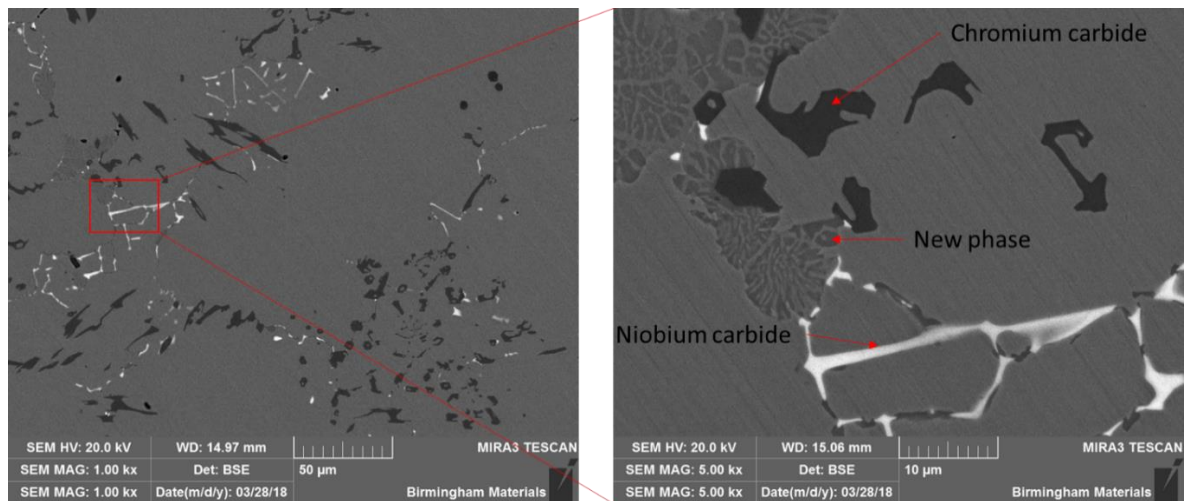 Chromium carbide
New phase
Niobium carbide
SEM HV: 20.0 kV WD: 14.97 mm MIRA3 TESCAN
SEM MAG: 1.00 kx Det: BSE 50 µm
SEM MAG: 1.00 kx Date(m/d/y): 03/28/18 Birmingham Materials
SEM HV: 20.0 kV WD: 15.06 mm MIRA3 TESCAN
SEM MAG: 5.00 kx Det: BSE 10 µm
SEM MAG: 5.00 kx Date(m/d/y): 03/28/18 Birmingham Materials